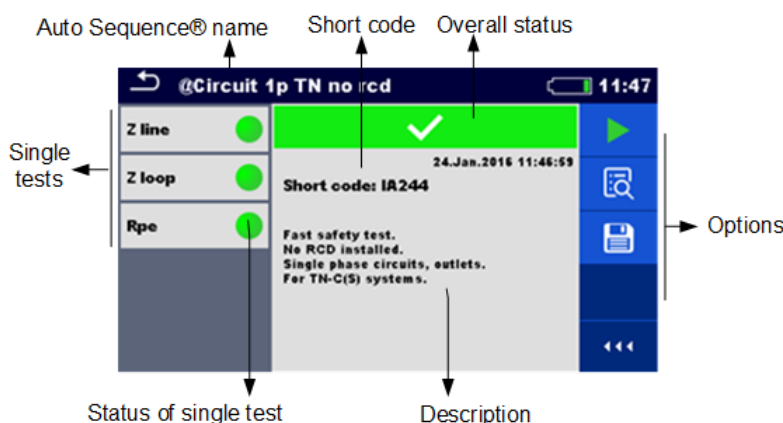 Auto Sequence® name
Short code
Overall status
@Circuit 1p TN no rcd
11:47
Z line
Z loop
Rpe
24.Jan.2016 11:46:59
Short code: IA244
Fast safety test.
No RCD installed.
Single phase circuits, outlets.
For TN-C(S) systems.
Single
tests
Options
Status of single test
Description